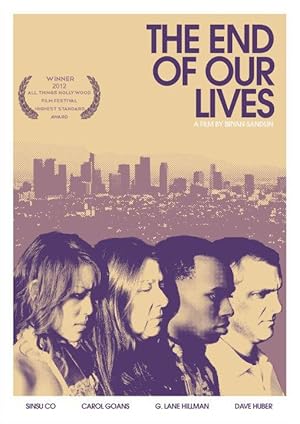 THE END
OF OUR
LIVES
A FILM BY BRYAN SANDLIN
WINNER
2012
ALL THINGS HOLLYWOOD
FILM FESTIVAL
HIGHEST STANDARD
AWARD
SINSU CO
CAROL GOANS
G. LANE HILLMAN
DAVE HUBER